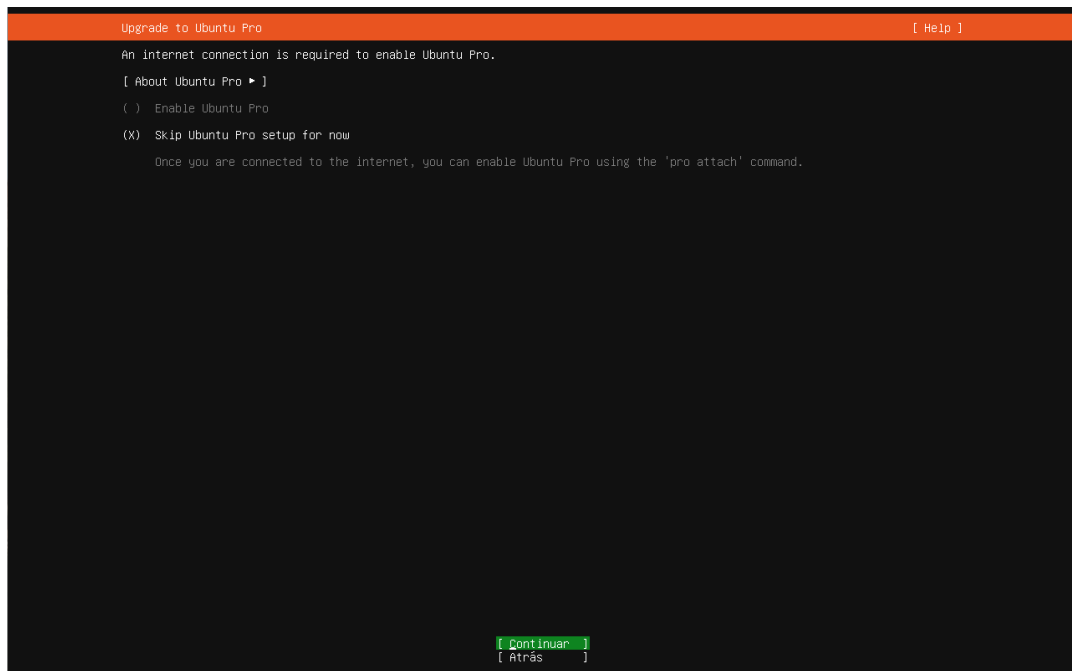 Upgrade to Ubuntu Pro [ Help ]
An internet connection is required to enable Ubuntu Pro.
[ About Ubuntu Pro ▸ ]
( ) Enable Ubuntu Pro
(X) Skip Ubuntu Pro setup for now
Once you are connected to the internet, you can enable Ubuntu Pro using the 'pro attach' command.
[ Continuar ]
[ Atrás ]